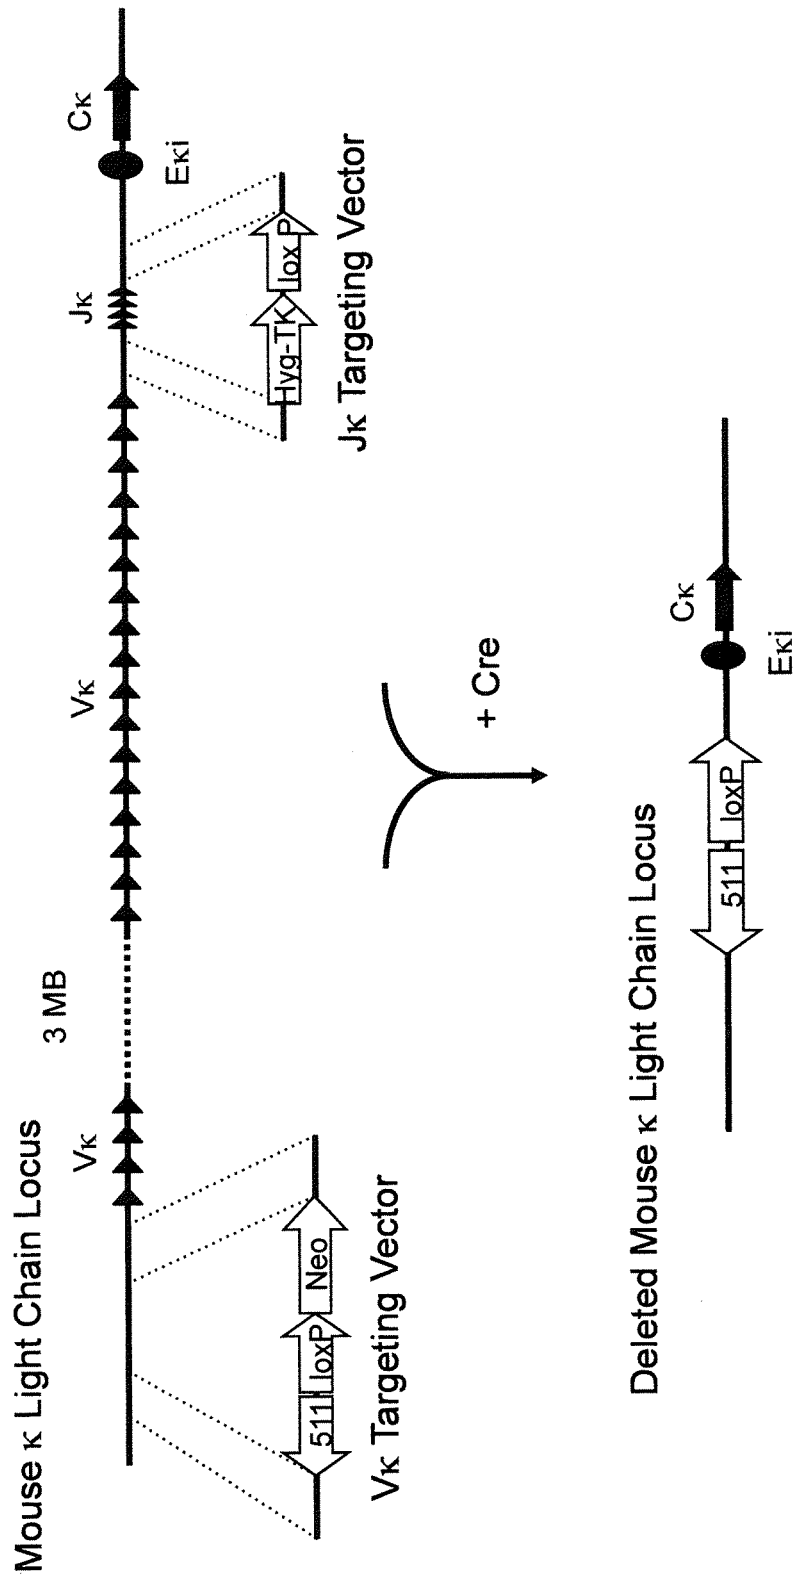 Mouse κ Light Chain Locus
Vκ
3 MB
Vκ
Jκ
Cκ
Eκi
511 loxP Neo
Vκ Targeting Vector
Hyg-TK lox P
Jκ Targeting Vector
+ Cre
Deleted Mouse κ Light Chain Locus
511 loxP
Cκ
Eκi